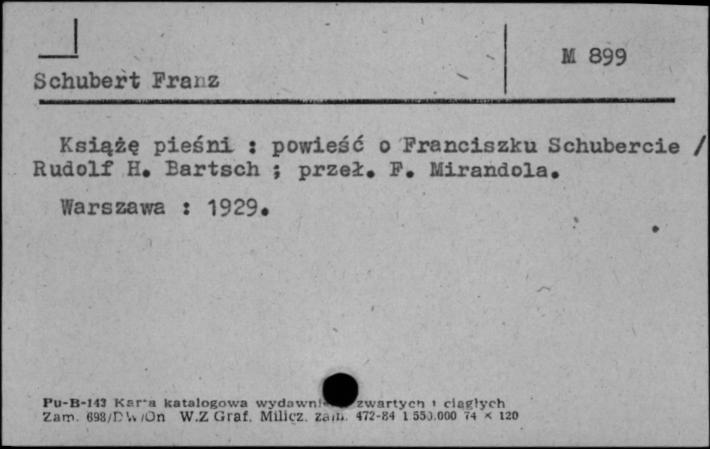 M 899
Schubert Franz
Książę pieśni : powieść o Franciszku Schubercie /
Rudolf H. Bartsch ; przeł. F. Mirandola.
Warszawa : 1929.
Pu-B-143 Karta katalogowa zwartych i ciągłych
Zam. 698/DW/On W.Z Graf. Milicz. zam. 472-84 1 550.000 74 × 120